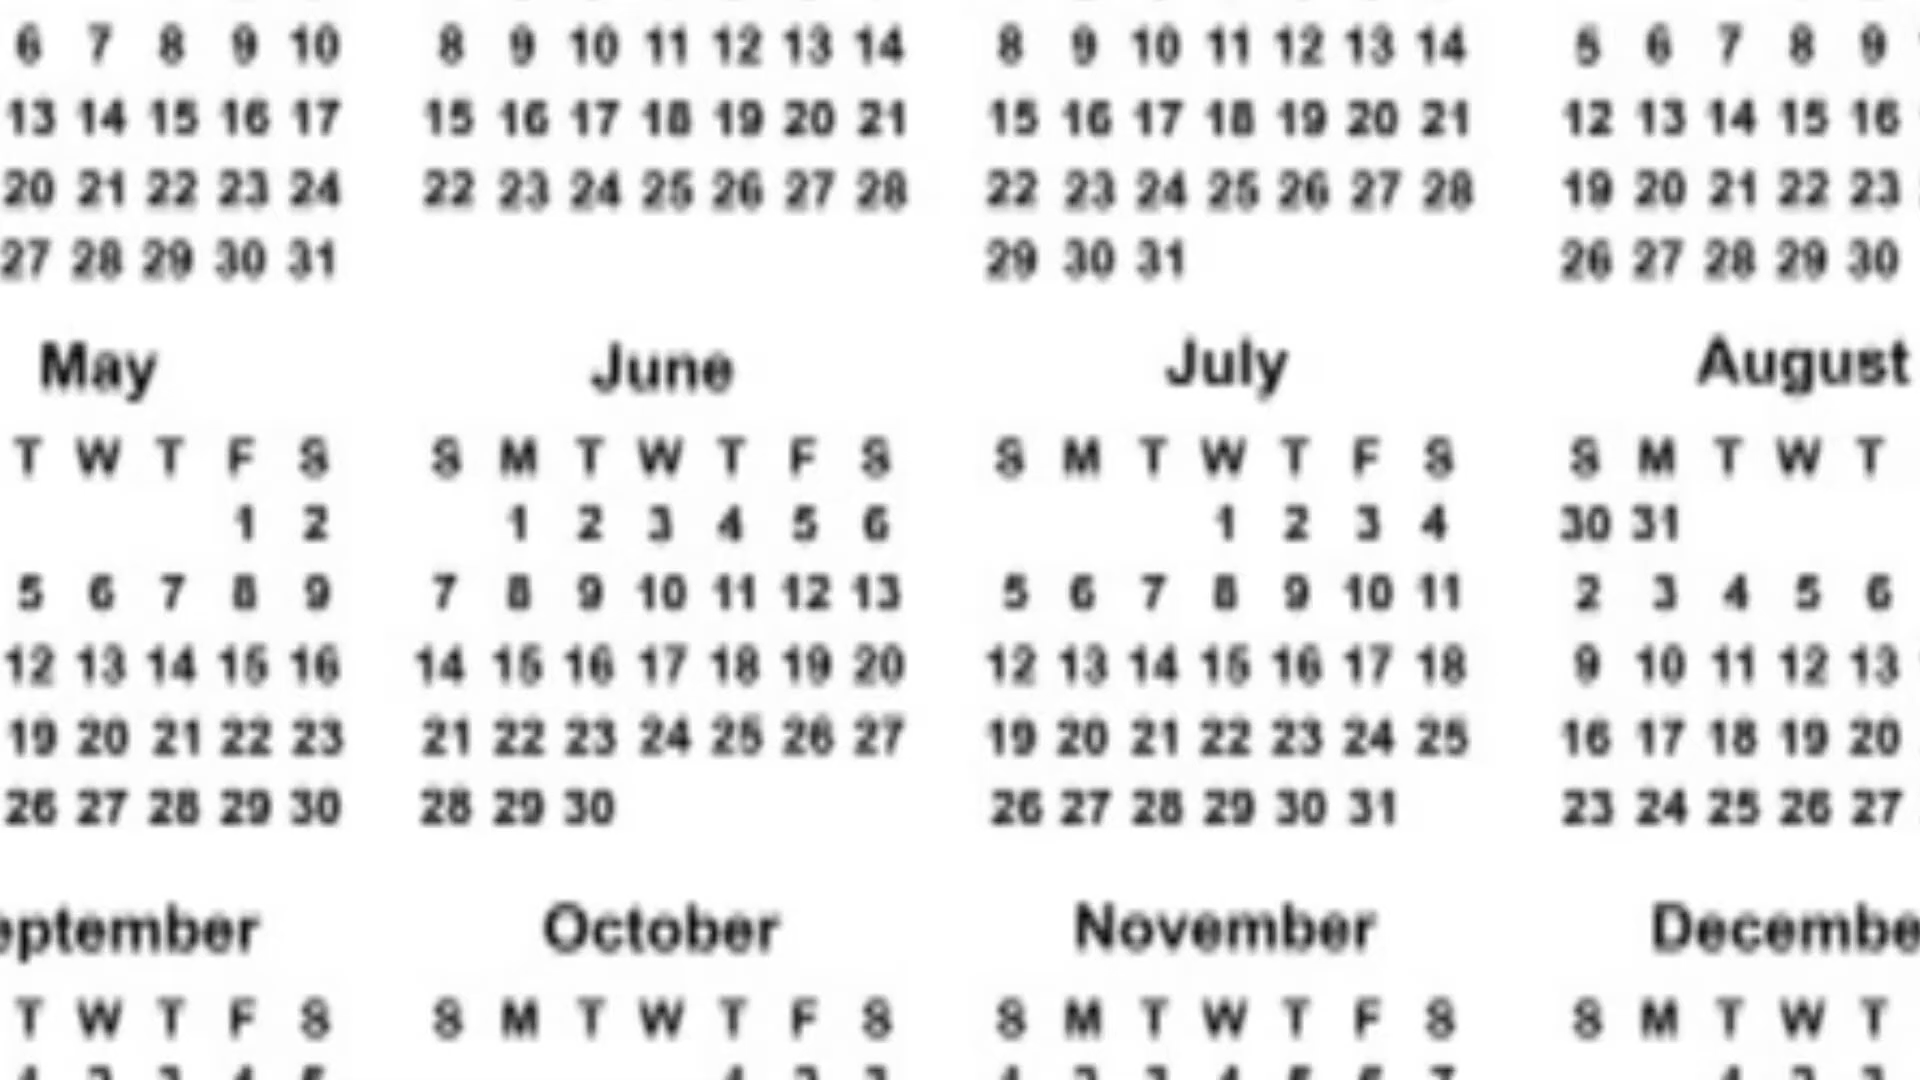 6 7 8 9 10 8 9 10 11 12 13 14 8 9 10 11 12 13 14 5 6 7 8 9
13 14 15 16 17 15 16 17 18 19 20 21 15 16 17 18 19 20 21 12 13 14 15 16
20 21 22 23 24 22 23 24 25 26 27 28 22 23 24 25 26 27 28 19 20 21 22 23
27 28 29 30 31 29 30 31 26 27 28 29 30
May June July August
T W T F S S M T W T F S S M T W T F S S M T W T
1 2 1 2 3 4 5 6 1 2 3 4 30 31
5 6 7 8 9 7 8 9 10 11 12 13 5 6 7 8 9 10 11 2 3 4 5 6
12 13 14 15 16 14 15 16 17 18 19 20 12 13 14 15 16 17 18 9 10 11 12 13
19 20 21 22 23 21 22 23 24 25 26 27 19 20 21 22 23 24 25 16 17 18 19 20
26 27 28 29 30 28 29 30 26 27 28 29 30 31 23 24 25 26 27
eptember October November Decembe
T W T F S S M T W T F S S M T W T F S S M T W T